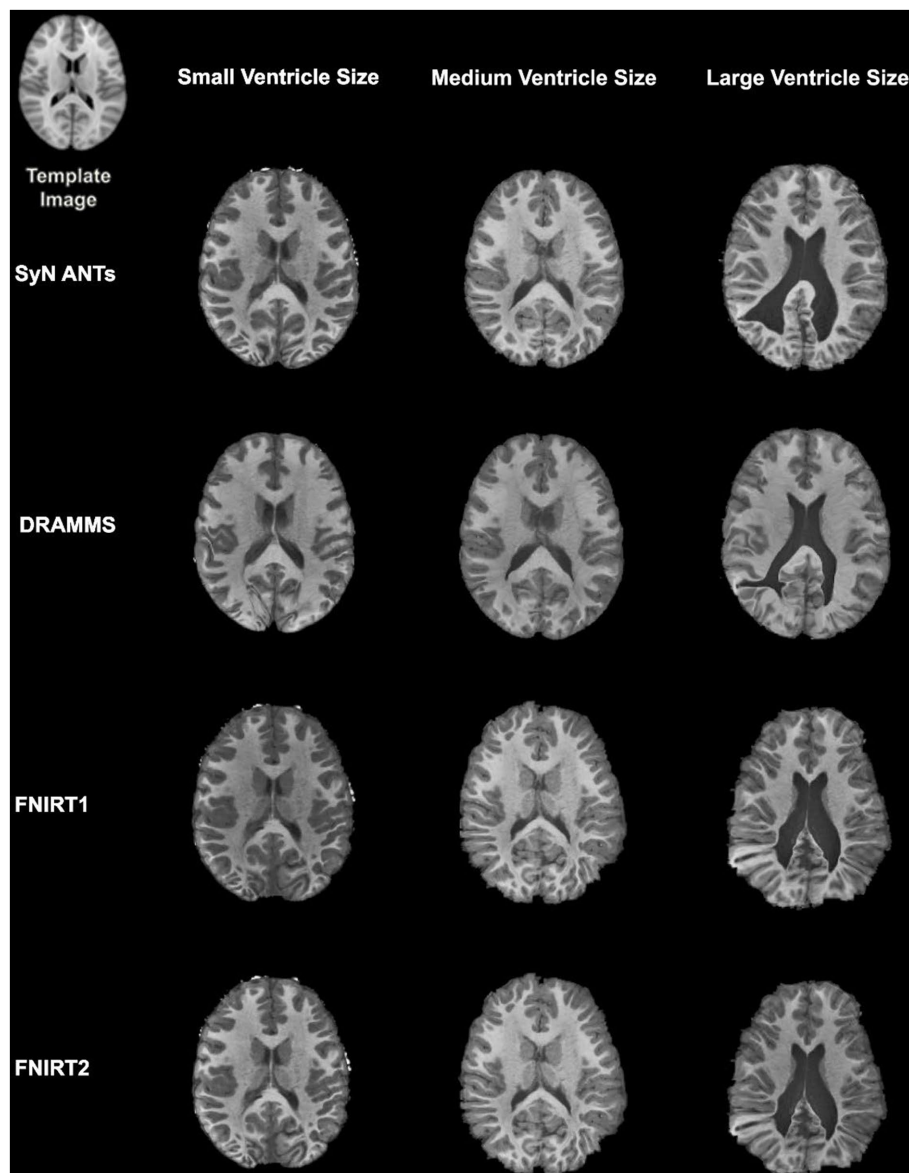 Small Ventricle Size
Medium Ventricle Size
Large Ventricle Size
Template
Image
SyN ANTs
DRAMMS
FNIRT1
FNIRT2